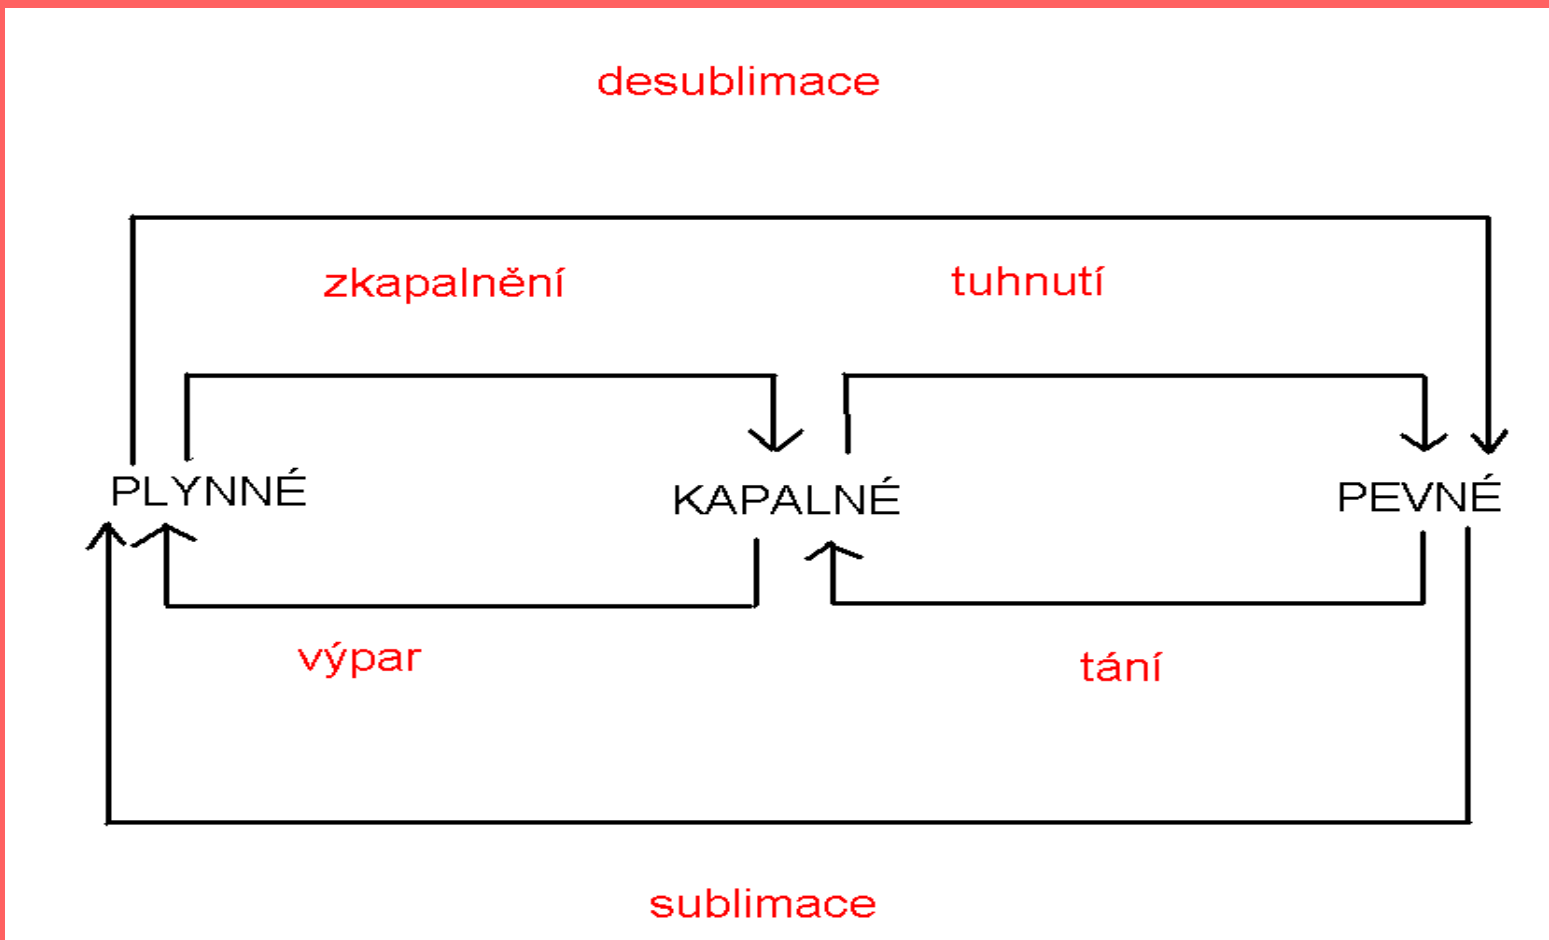 desublimace
zkapalnění
tuhnutí
PLYNNÉ
KAPALNÉ
PEVNÉ
výpar
tání
sublimace